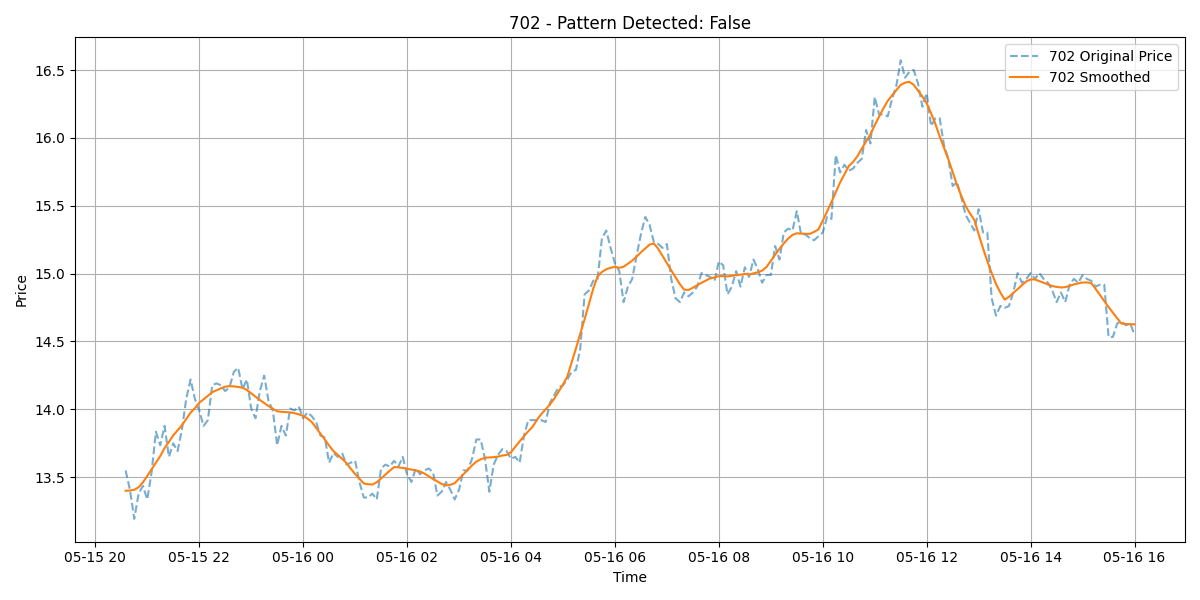 702 - Pattern Detected: False
702 Original Price
702 Smoothed
Price
16.5
16.0
15.5
15.0
14.5
14.0
13.5
05-15 20 05-15 22 05-16 00 05-16 02 05-16 04 05-16 06 05-16 08 05-16 10 05-16 12 05-16 14 05-16 16
Time